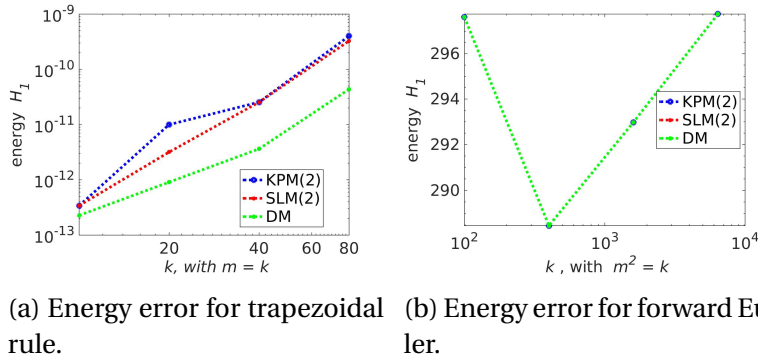 10^-9
10^-10
10^-11
10^-12
10^-13
energy H_1
KPM(2)
SLM(2)
DM
20 40 60 80
k, with m = k
296
294
292
290
energy H_1
KPM(2)
SLM(2)
DM
10^2 10^3 10^4
k , with m^2 = k
(a) Energy error for trapezoidal
rule.
(b) Energy error for forward Eu
ler.